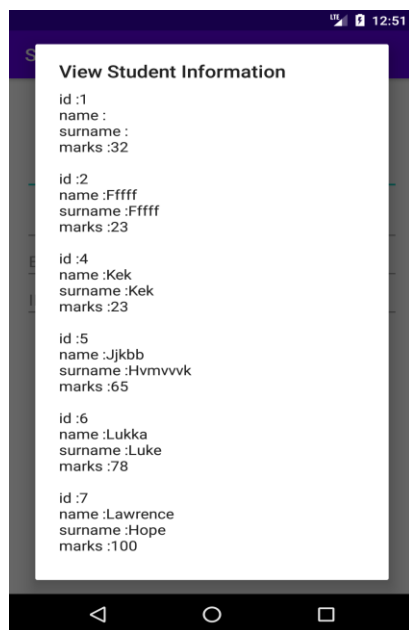 LTE 12:51
S
View Student Information
id :1
name :
surname :
marks :32
id :2
name :Fffff
surname :Fffff
marks :23
id :4
name :Kek
surname :Kek
marks :23
id :5
name :Jjkbb
surname :Hvmvvvk
marks :65
id :6
name :Lukka
surname :Luke
marks :78
id :7
name :Lawrence
surname :Hope
marks :100